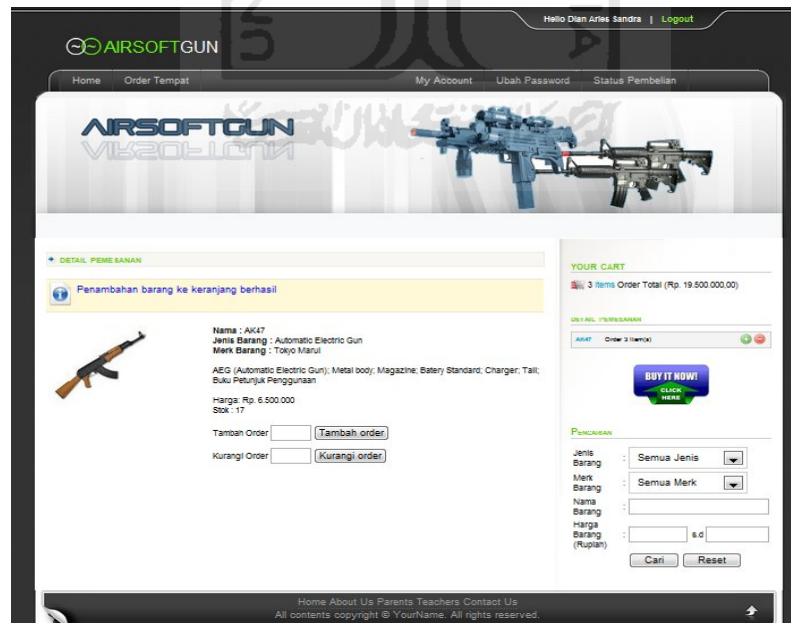 Hello Dian Aries Sandra | Logout
AIRSOFTGUN
Home Order Tempat My Account Ubah Password Status Pembelian
AIRSOFTGUN
DETAIL PEMESANAN
Penambahan barang ke keranjang berhasil
Nama : AK47
Jenis Barang : Automatic Electric Gun
Merk Barang : Tokyo Marui
AEG (Automatic Electric Gun); Metal body; Magazine; Batery Standard; Charger; Tali;
Buku Petunjuk Penggunaan
Harga: Rp. 6.500.000
Stok : 17
Tambah Order Tambah order
Kurangi Order Kurangi order
YOUR CART
3 items Order Total (Rp. 19.500.000,00)
DETAIL PEMESANAN
AK47 Order 3 item(s)
BUY IT NOW!
CLICK
HERE
PENCARIAN
Jenis
Barang : Semua Jenis
Merk
Barang : Semua Merk
Nama
Barang :
Harga
Barang : s.d
(Rupiah)
Cari Reset
Home About Us Parents Teachers Contact Us
All contents copyright © YourName. All rights reserved.